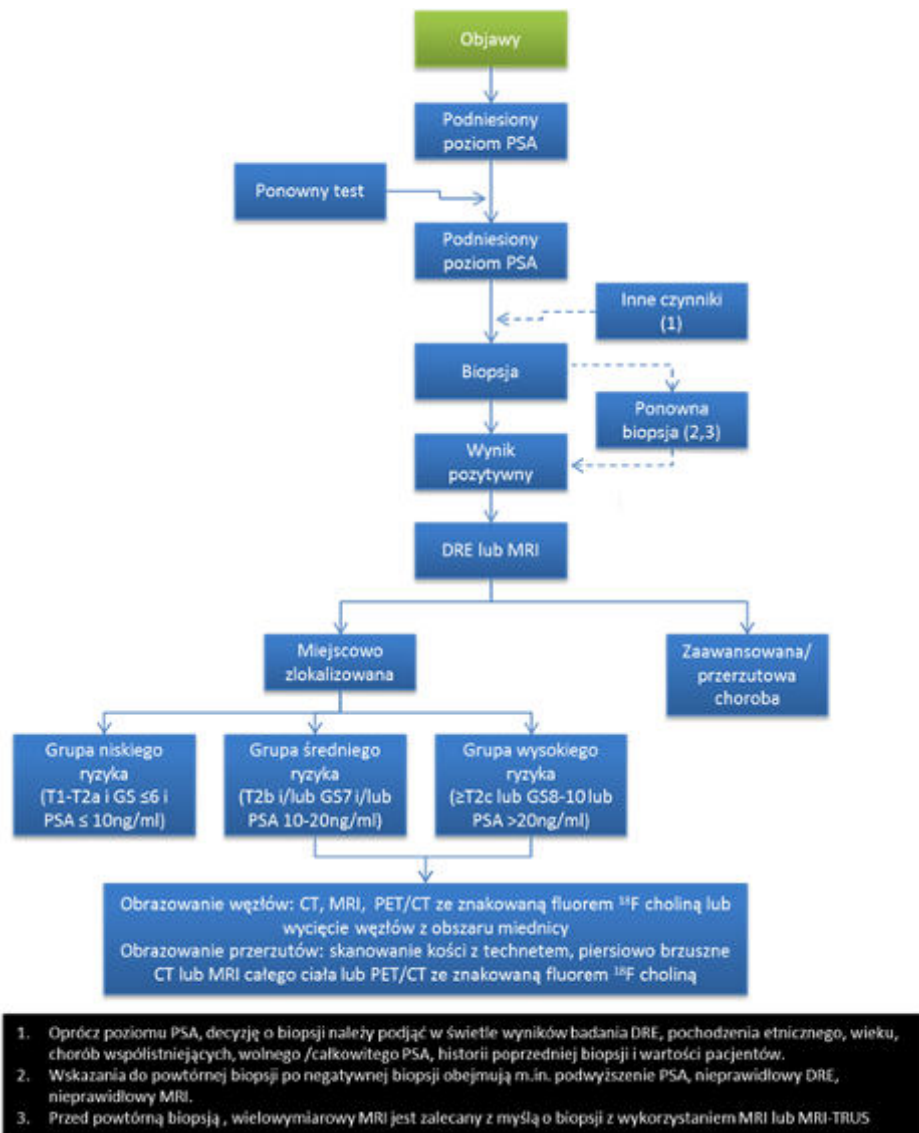 Objawy
Podniesiony
poziom PSA
Ponowny test
Podniesiony
poziom PSA
Inne czynniki
(1)
Biopsja
Ponowna
biopsja (2,3)
Wynik
pozytywny
DRE lub MRI
Miejscowo
zlokalizowana
Zaawansowana/
przerzutowa
choroba
Grupa niskiego
ryzyka
(T1-T2a i GS ≤6 i
PSA ≤ 10ng/ml)
Grupa średniego
ryzyka
(T2b i/lub GS7 i/lub
PSA 10-20ng/ml)
Grupa wysokiego
ryzyka
(≥T2c lub GS8-10 lub
PSA >20ng/ml)
Obrazowanie węzłów: CT, MRI, PET/CT ze znakowaną fluorem ¹⁸F choliną lub
wycięcie węzłów z obszaru miednicy
Obrazowanie przerzutów: skanowanie kości z technetem, piersiowo brzuszne
CT lub MRI całego ciała lub PET/CT ze znakowaną fluorem ¹⁸F choliną
1. Oprócz poziomu PSA, decyzję o biopsji należy podjąć w świetle wyników badania DRE, pochodzenia etnicznego, wieku,
chorób współistniejących, wolnego /całkowitego PSA, historii poprzedniej biopsji i wartości pacjentów.
2. Wskazania do powtórnej biopsji po negatywnej biopsji obejmują m.in. podwyższenie PSA, nieprawidłowy DRE,
nieprawidłowy MRI.
3. Przed powtórną biopsją , wielowymiarowy MRI jest zalecany z myślą o biopsji z wykorzystaniem MRI lub MRI-TRUS